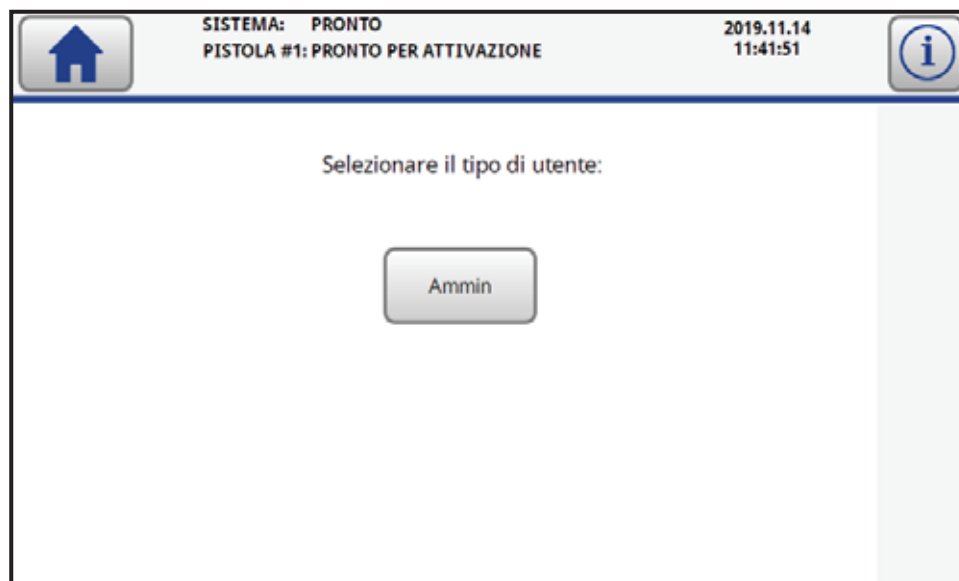 SISTEMA: PRONTO
2019.11.14
PISTOLA #1: PRONTO PER ATTIVAZIONE
11:41:51
i
Selezionare il tipo di utente:
Ammin